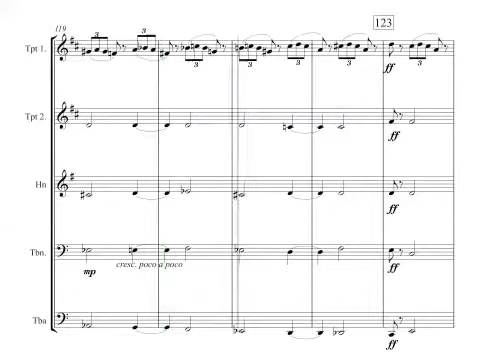 119
123
Tpt 1.
3 3 3 3 3 3 3
ff
Tpt 2.
ff
Hn
ff
Tbn.
mp
cresc. poco a poco
ff
Tba
ff